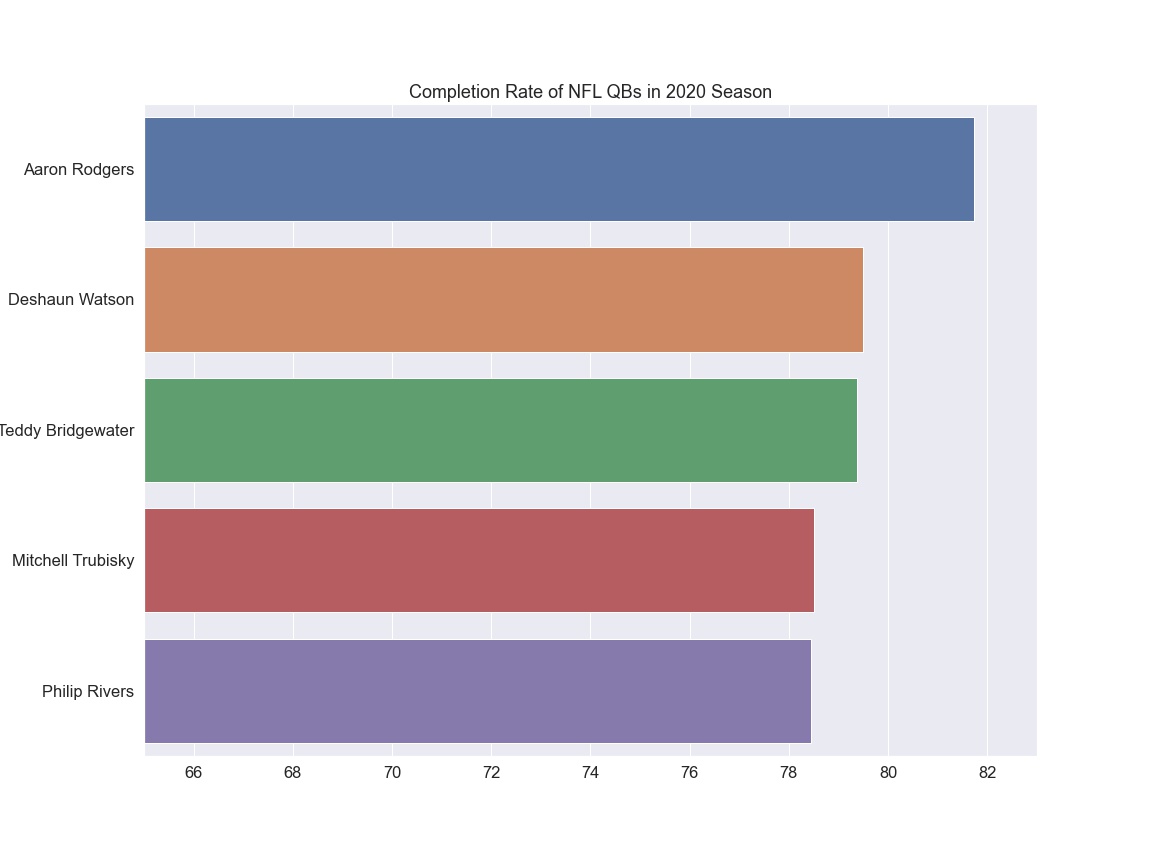 Completion Rate of NFL QBs in 2020 Season
Aaron Rodgers
Deshaun Watson
Teddy Bridgewater
Mitchell Trubisky
Philip Rivers
66 68 70 72 74 76 78 80 82